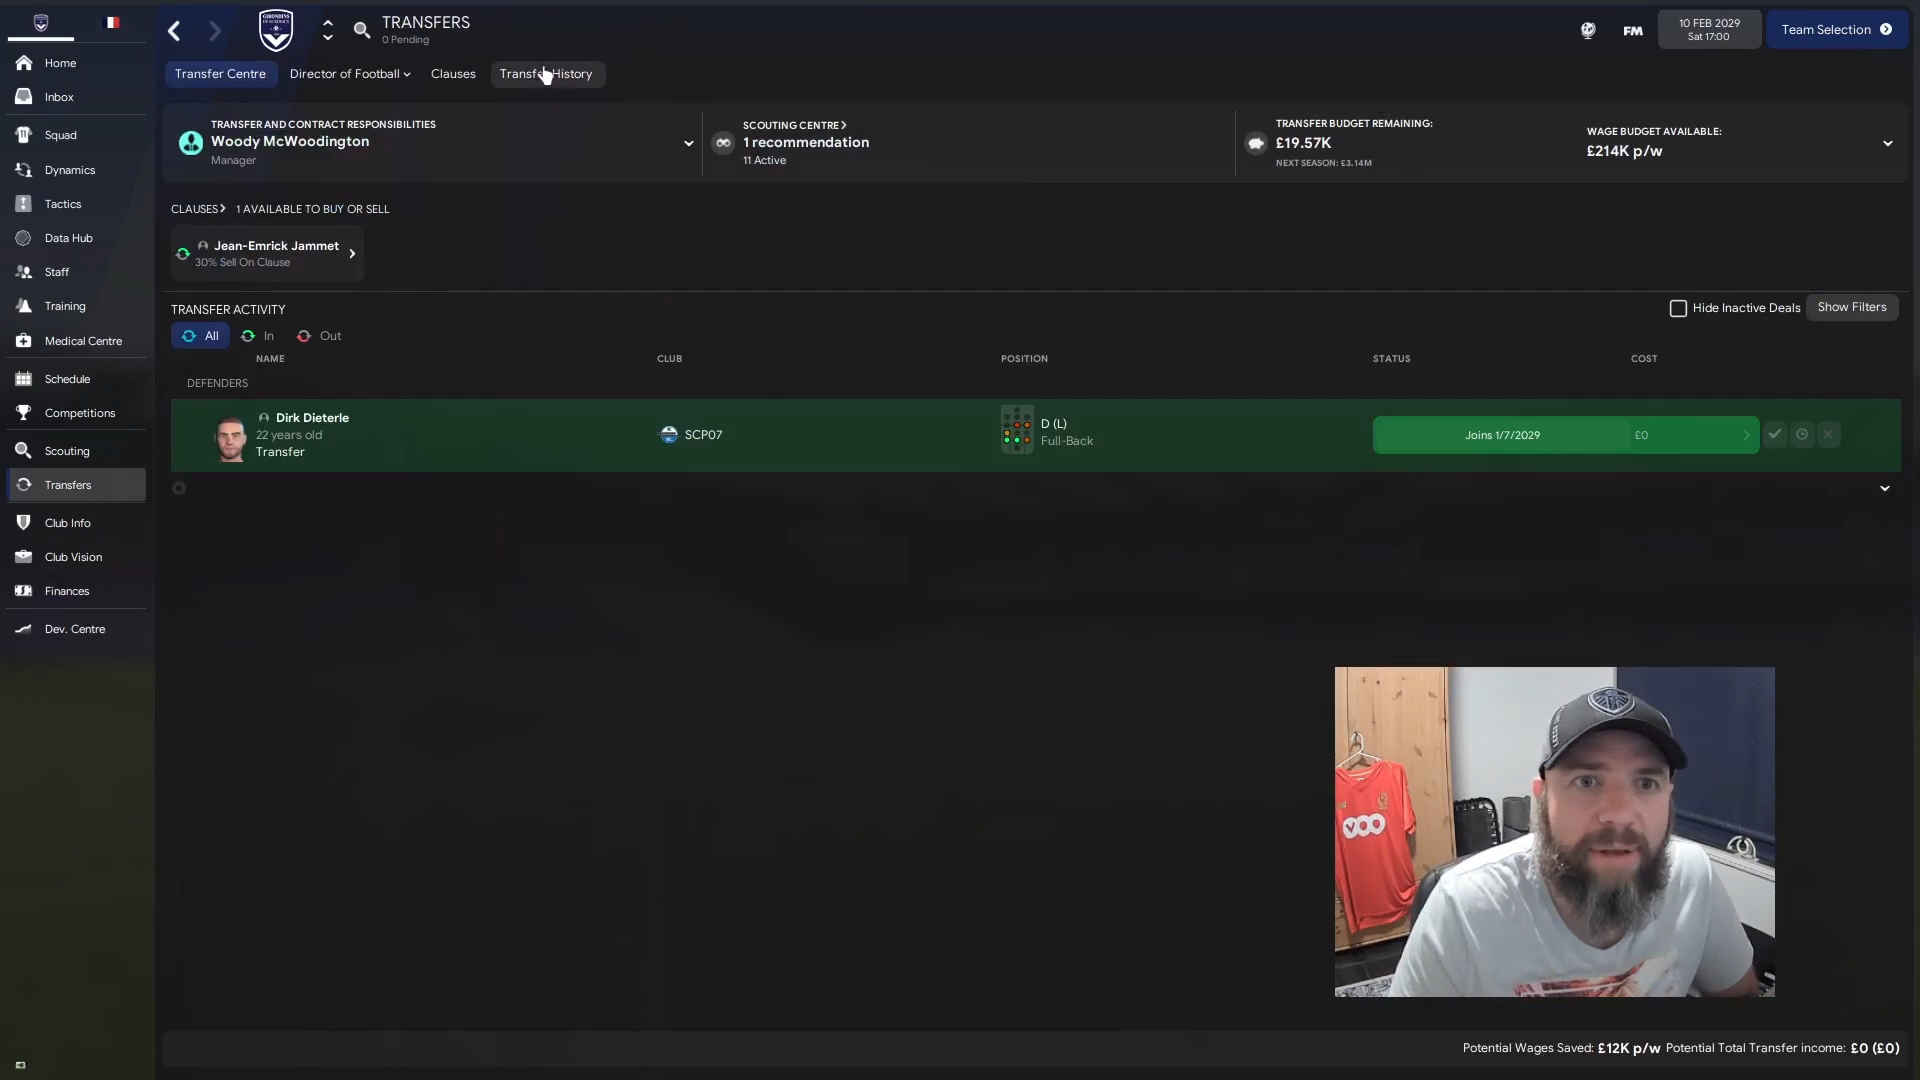 GIRONDINS
TRANSFERS
0 Pending
FM
10 FEB 2029
Sat 17:00
Team Selection
Home
Inbox
Squad
Dynamics
Tactics
Data Hub
Staff
Training
Medical Centre
Schedule
Competitions
Scouting
Transfers
Club Info
Club Vision
Finances
Dev. Centre
Transfer Centre
Director of Football
Clauses
Transfer History
TRANSFER AND CONTRACT RESPONSIBILITIES
Woody McWoodington
Manager
SCOUTING CENTRE
1 recommendation
11 Active
TRANSFER BUDGET REMAINING:
£19.57K
NEXT SEASON: £3.14M
WAGE BUDGET AVAILABLE:
£214K p/w
CLAUSES 1 AVAILABLE TO BUY OR SELL
Jean-Emrick Jammet
30% Sell On Clause
TRANSFER ACTIVITY
Hide Inactive Deals
Show Filters
All In Out
NAME CLUB POSITION STATUS COST
DEFENDERS
Dirk Dieterle
22 years old
Transfer
SCP07
D (L)
Full-Back
Joins 1/7/2029
£0
VOO
Potential Wages Saved: £12K p/w Potential Total Transfer income: £0 (£0)